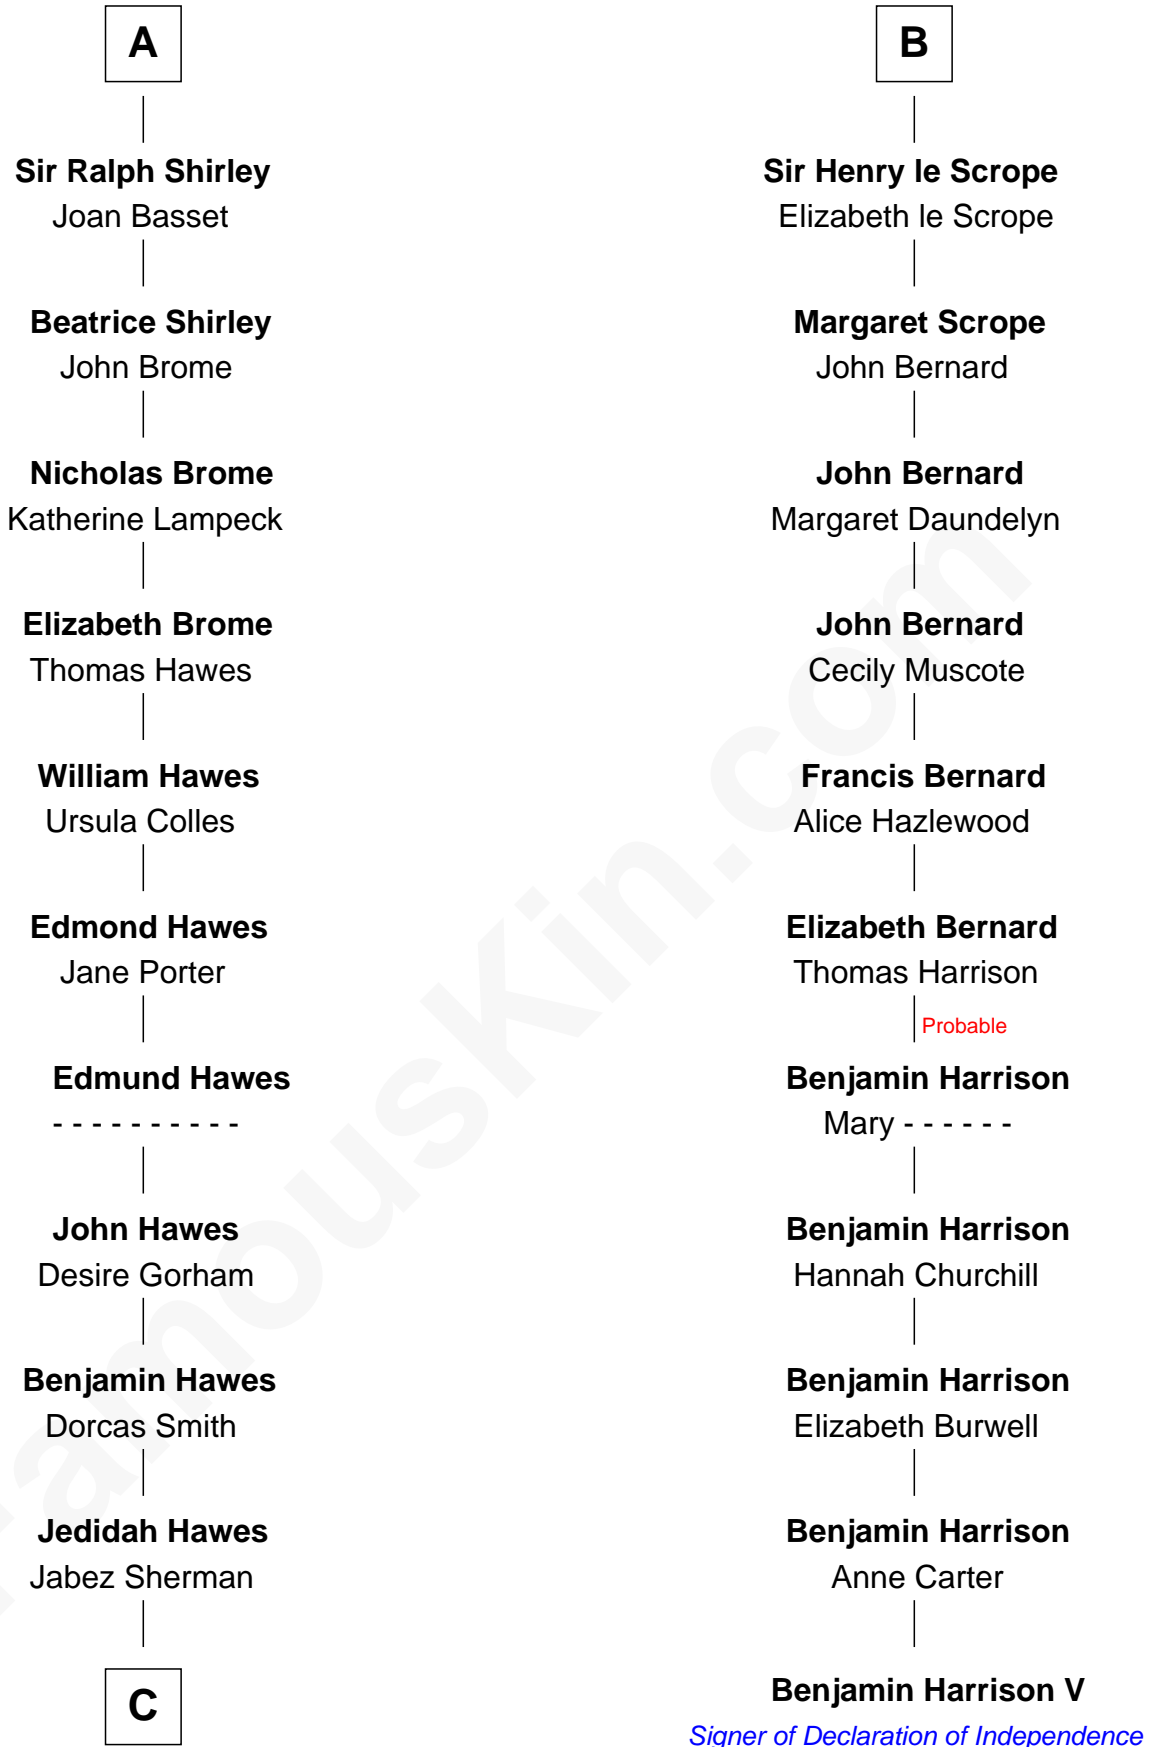 A
Sir Ralph Shirley
Joan Basset
Beatrice Shirley
John Brome
Nicholas Brome
Katherine Lampeck
Elizabeth Brome
Thomas Hawes
William Hawes
Ursula Colles
Edmond Hawes
Jane Porter
Edmund Hawes
- - - - - - - - - -
John Hawes
Desire Gorham
Benjamin Hawes
Dorcas Smith
Jedidah Hawes
Jabez Sherman
C
B
Sir Henry le Scrope
Elizabeth le Scrope
Margaret Scrope
John Bernard
John Bernard
Margaret Daundelyn
John Bernard
Cecily Muscote
Francis Bernard
Alice Hazlewood
Elizabeth Bernard
Thomas Harrison
Probable
Benjamin Harrison
Mary - - - - - -
Benjamin Harrison
Hannah Churchill
Benjamin Harrison
Elizabeth Burwell
Benjamin Harrison
Anne Carter
Benjamin Harrison V
Signer of Declaration of Independence
FamousKin.com